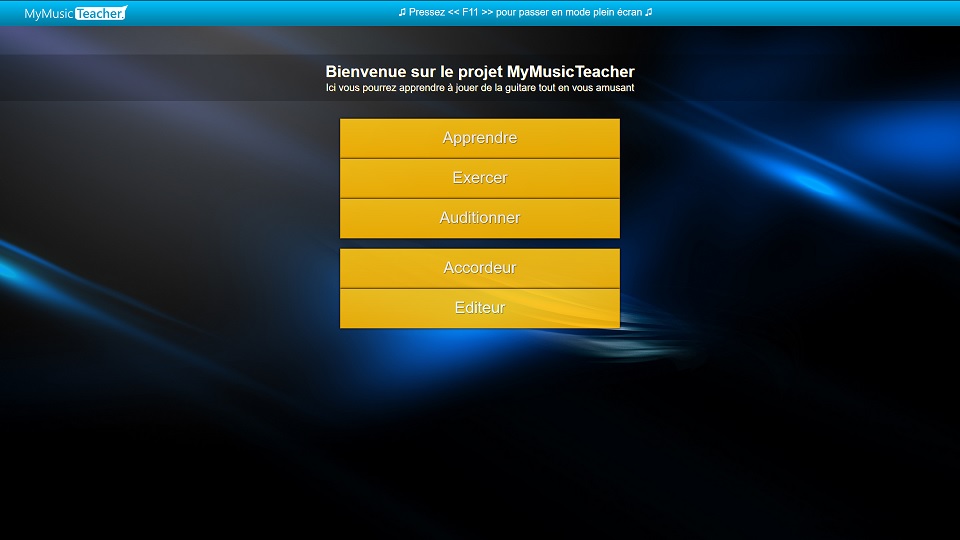 MyMusic Teacher.
♫ Pressez << F11 >> pour passer en mode plein écran ♫
Bienvenue sur le projet MyMusicTeacher
Ici vous pourrez apprendre à jouer de la guitare tout en vous amusant
Apprendre
Exercer
Auditionner
Accordeur
Editeur